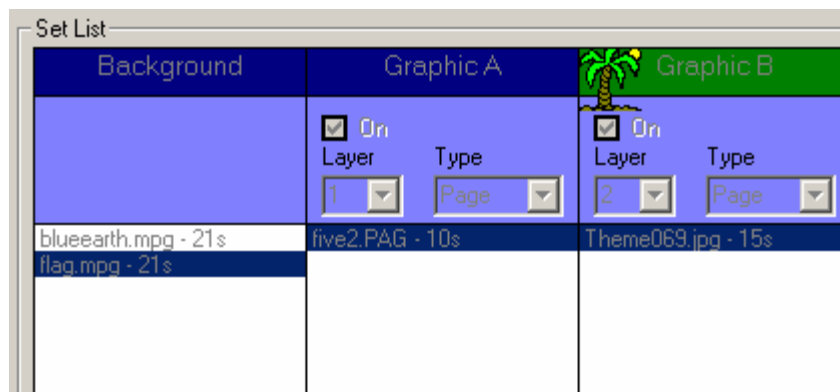 Set List
Background Graphic A Graphic B
On On
Layer Type Layer Type
1 Page 2 Page
blueearth.mpg - 21s five2.PAG - 10s Theme069.jpg - 15s
flag.mpg - 21s